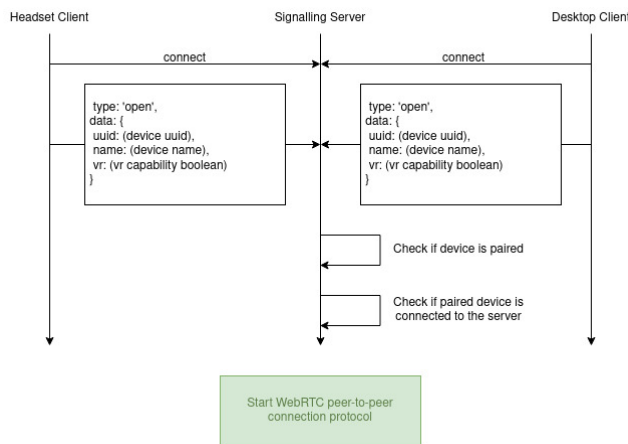 Headset Client
Signalling Server
Desktop Client
connect
connect
type: 'open',
data: {
uuid: (device uuid),
name: (device name),
vr: (vr capability boolean)
}
type: 'open',
data: {
uuid: (device uuid),
name: (device name),
vr: (vr capability boolean)
}
Check if device is paired
Check if paired device is
connected to the server
Start WebRTC peer-to-peer
connection protocol